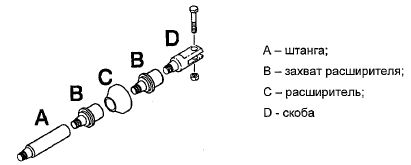 D
B
C
B
A
A – штанга;
B – захват расширителя;
C – расширитель;
D - скоба